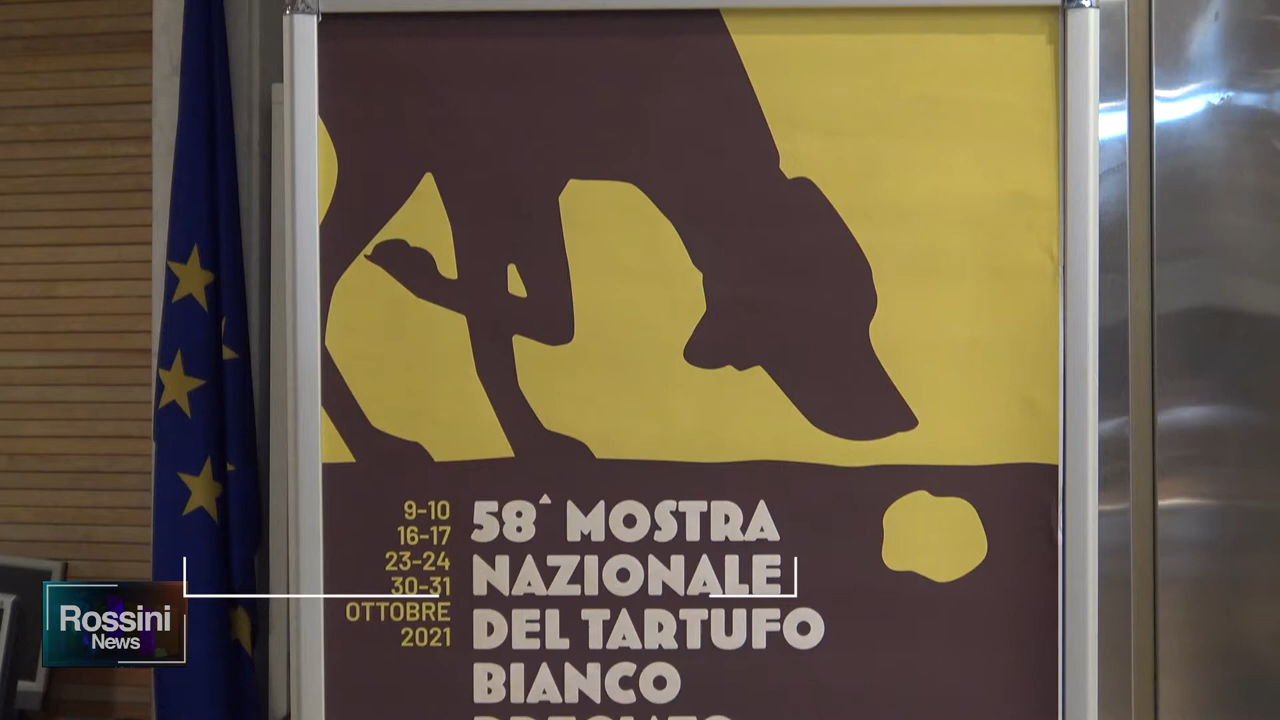 9-10
16-17
23-24
30-31
OTTOBRE
2021
58ª MOSTRA
NAZIONALE
DEL TARTUFO
BIANCO
Rossini
News